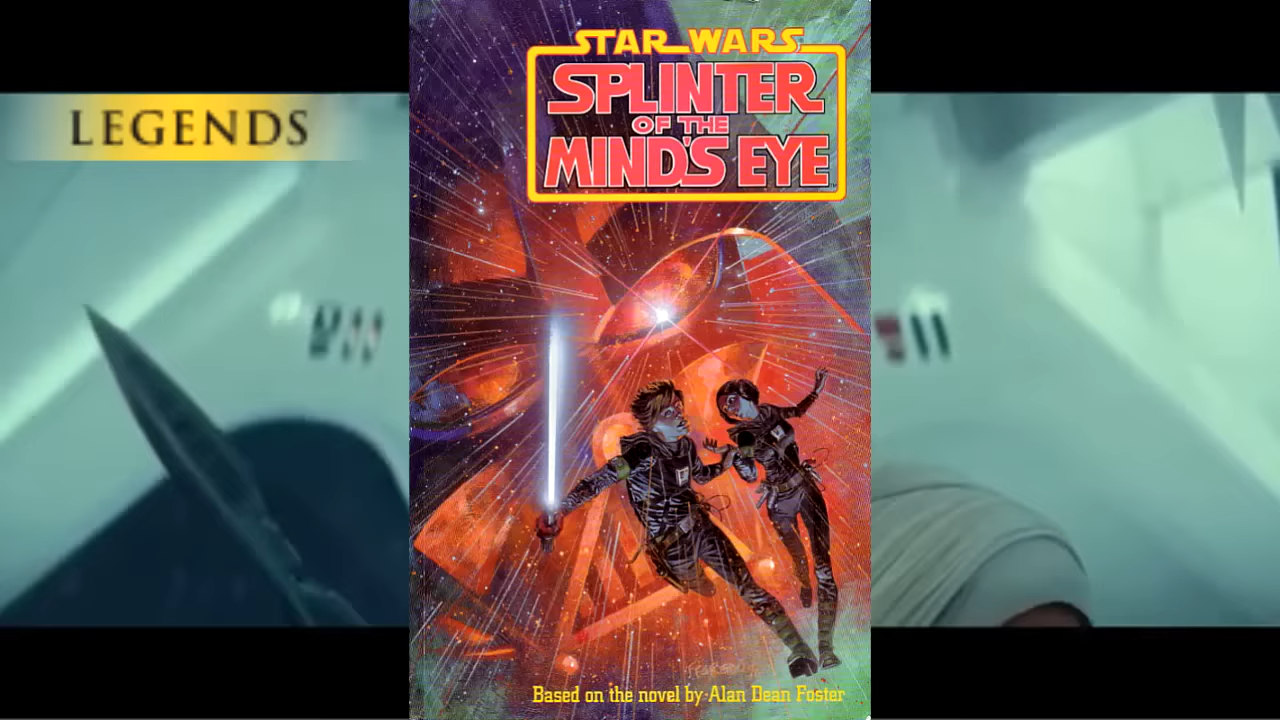 LEGENDS
STAR WARS
SPLINTER
OF THE
MIND'S EYE
Based on the novel by Alan Dean Foster